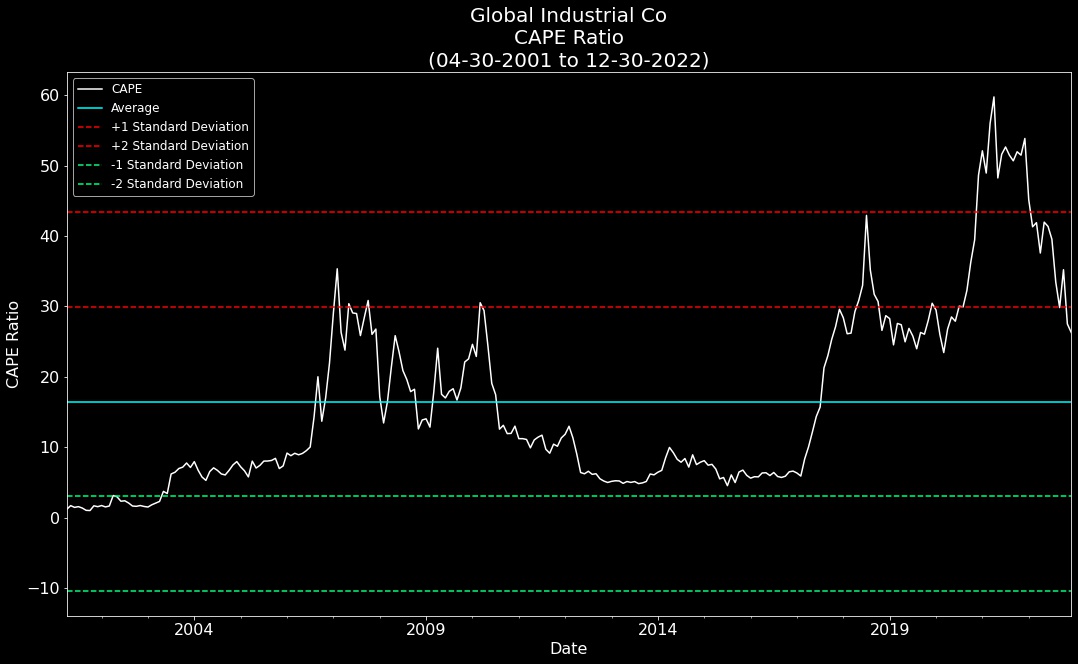 Global Industrial Co
CAPE Ratio
(04-30-2001 to 12-30-2022)
CAPE
Average
+1 Standard Deviation
+2 Standard Deviation
-1 Standard Deviation
-2 Standard Deviation
60
50
40
30
20
10
0
−10
CAPE Ratio
2004
2009
2014
2019
Date